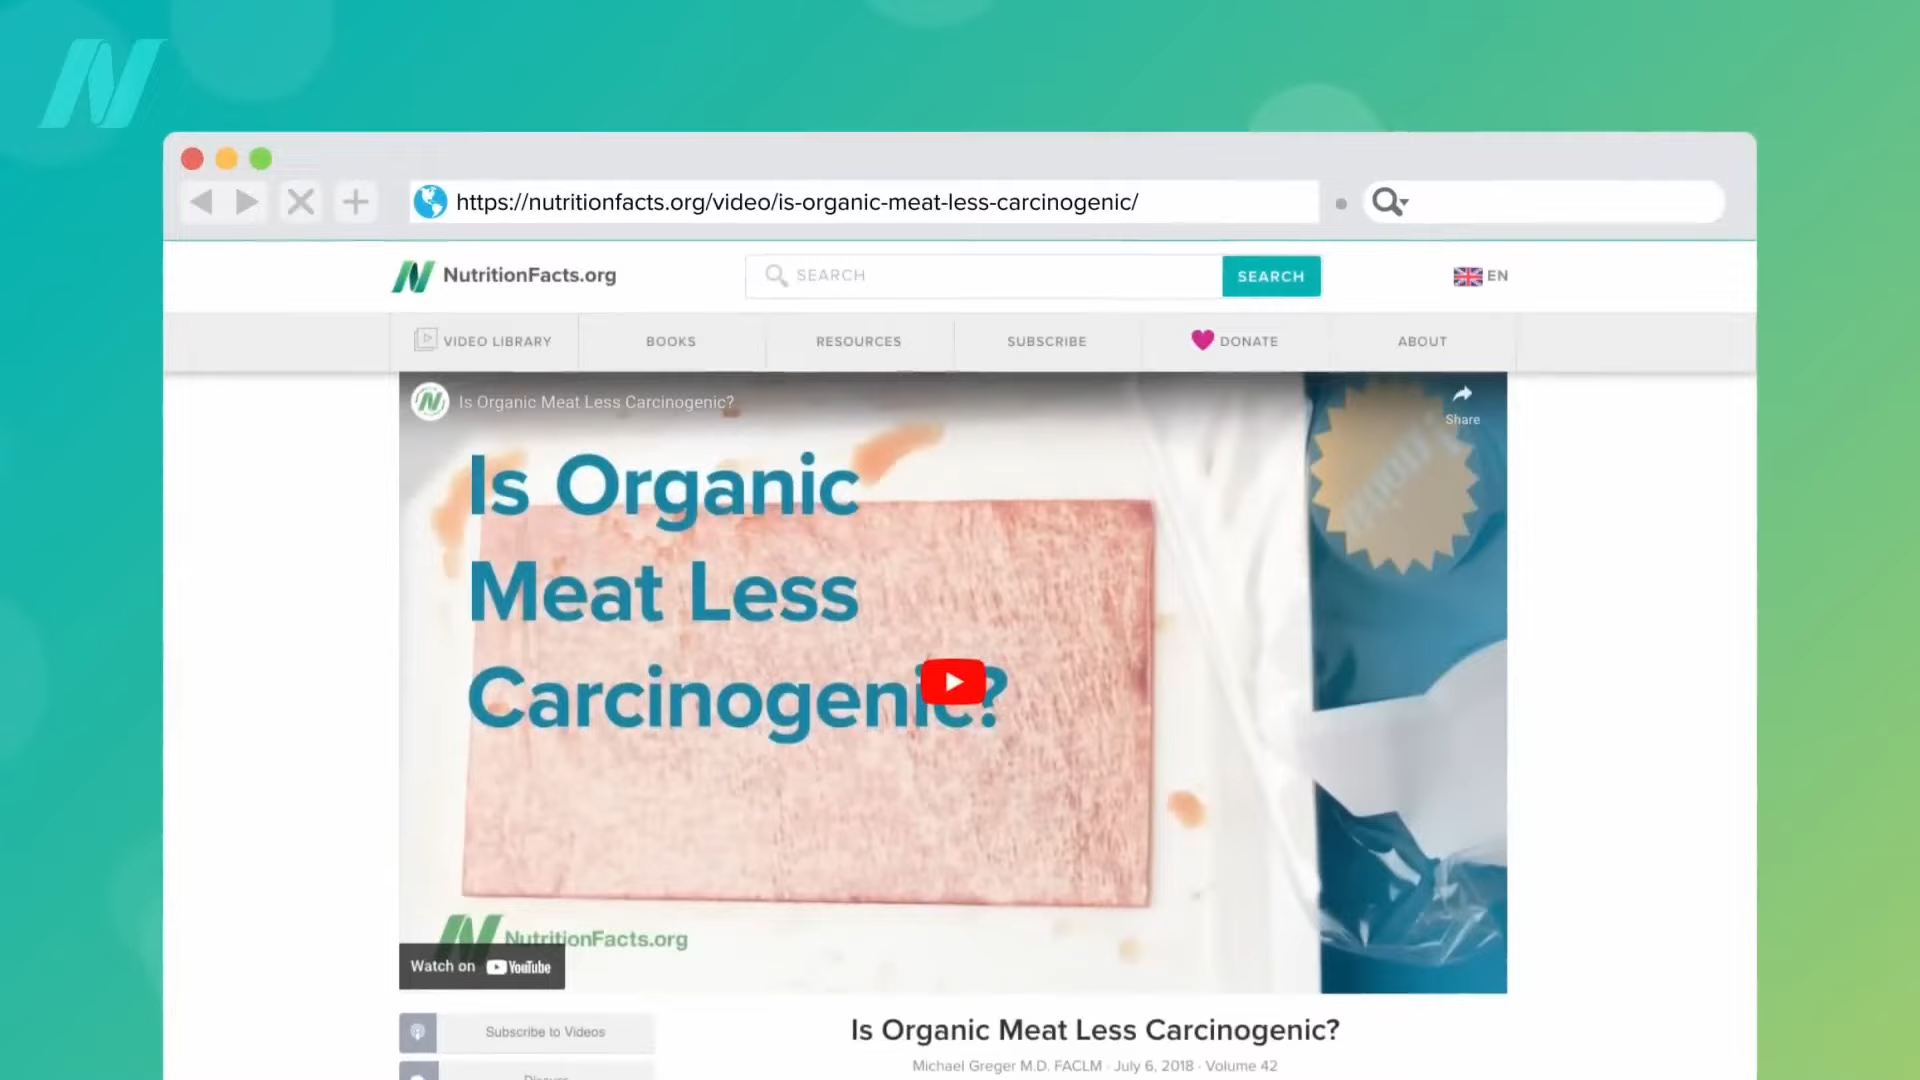 https://nutritionfacts.org/video/is-organic-meat-less-carcinogenic/
NutritionFacts.org
SEARCH
SEARCH
EN
VIDEO LIBRARY
BOOKS
RESOURCES
SUBSCRIBE
DONATE
ABOUT
Is Organic Meat Less Carcinogenic?
Share
Is Organic
Meat Less
Carcinogenic?
NutritionFacts.org
Watch on YouTube
Subscribe to Videos
Is Organic Meat Less Carcinogenic?
Michael Greger M.D. FACLM · July 6, 2018 · Volume 42